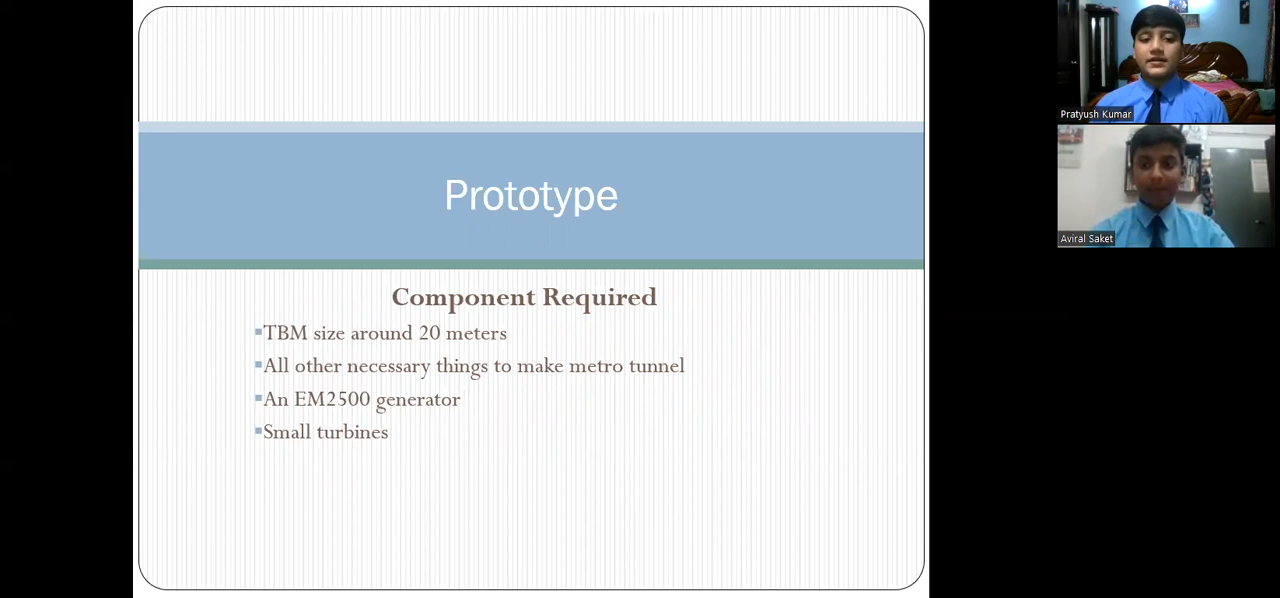 Prototype
Component Required
▪TBM size around 20 meters
▪All other necessary things to make metro tunnel
▪An EM2500 generator
▪Small turbines
Pratyush Kumar
Aviral Saket